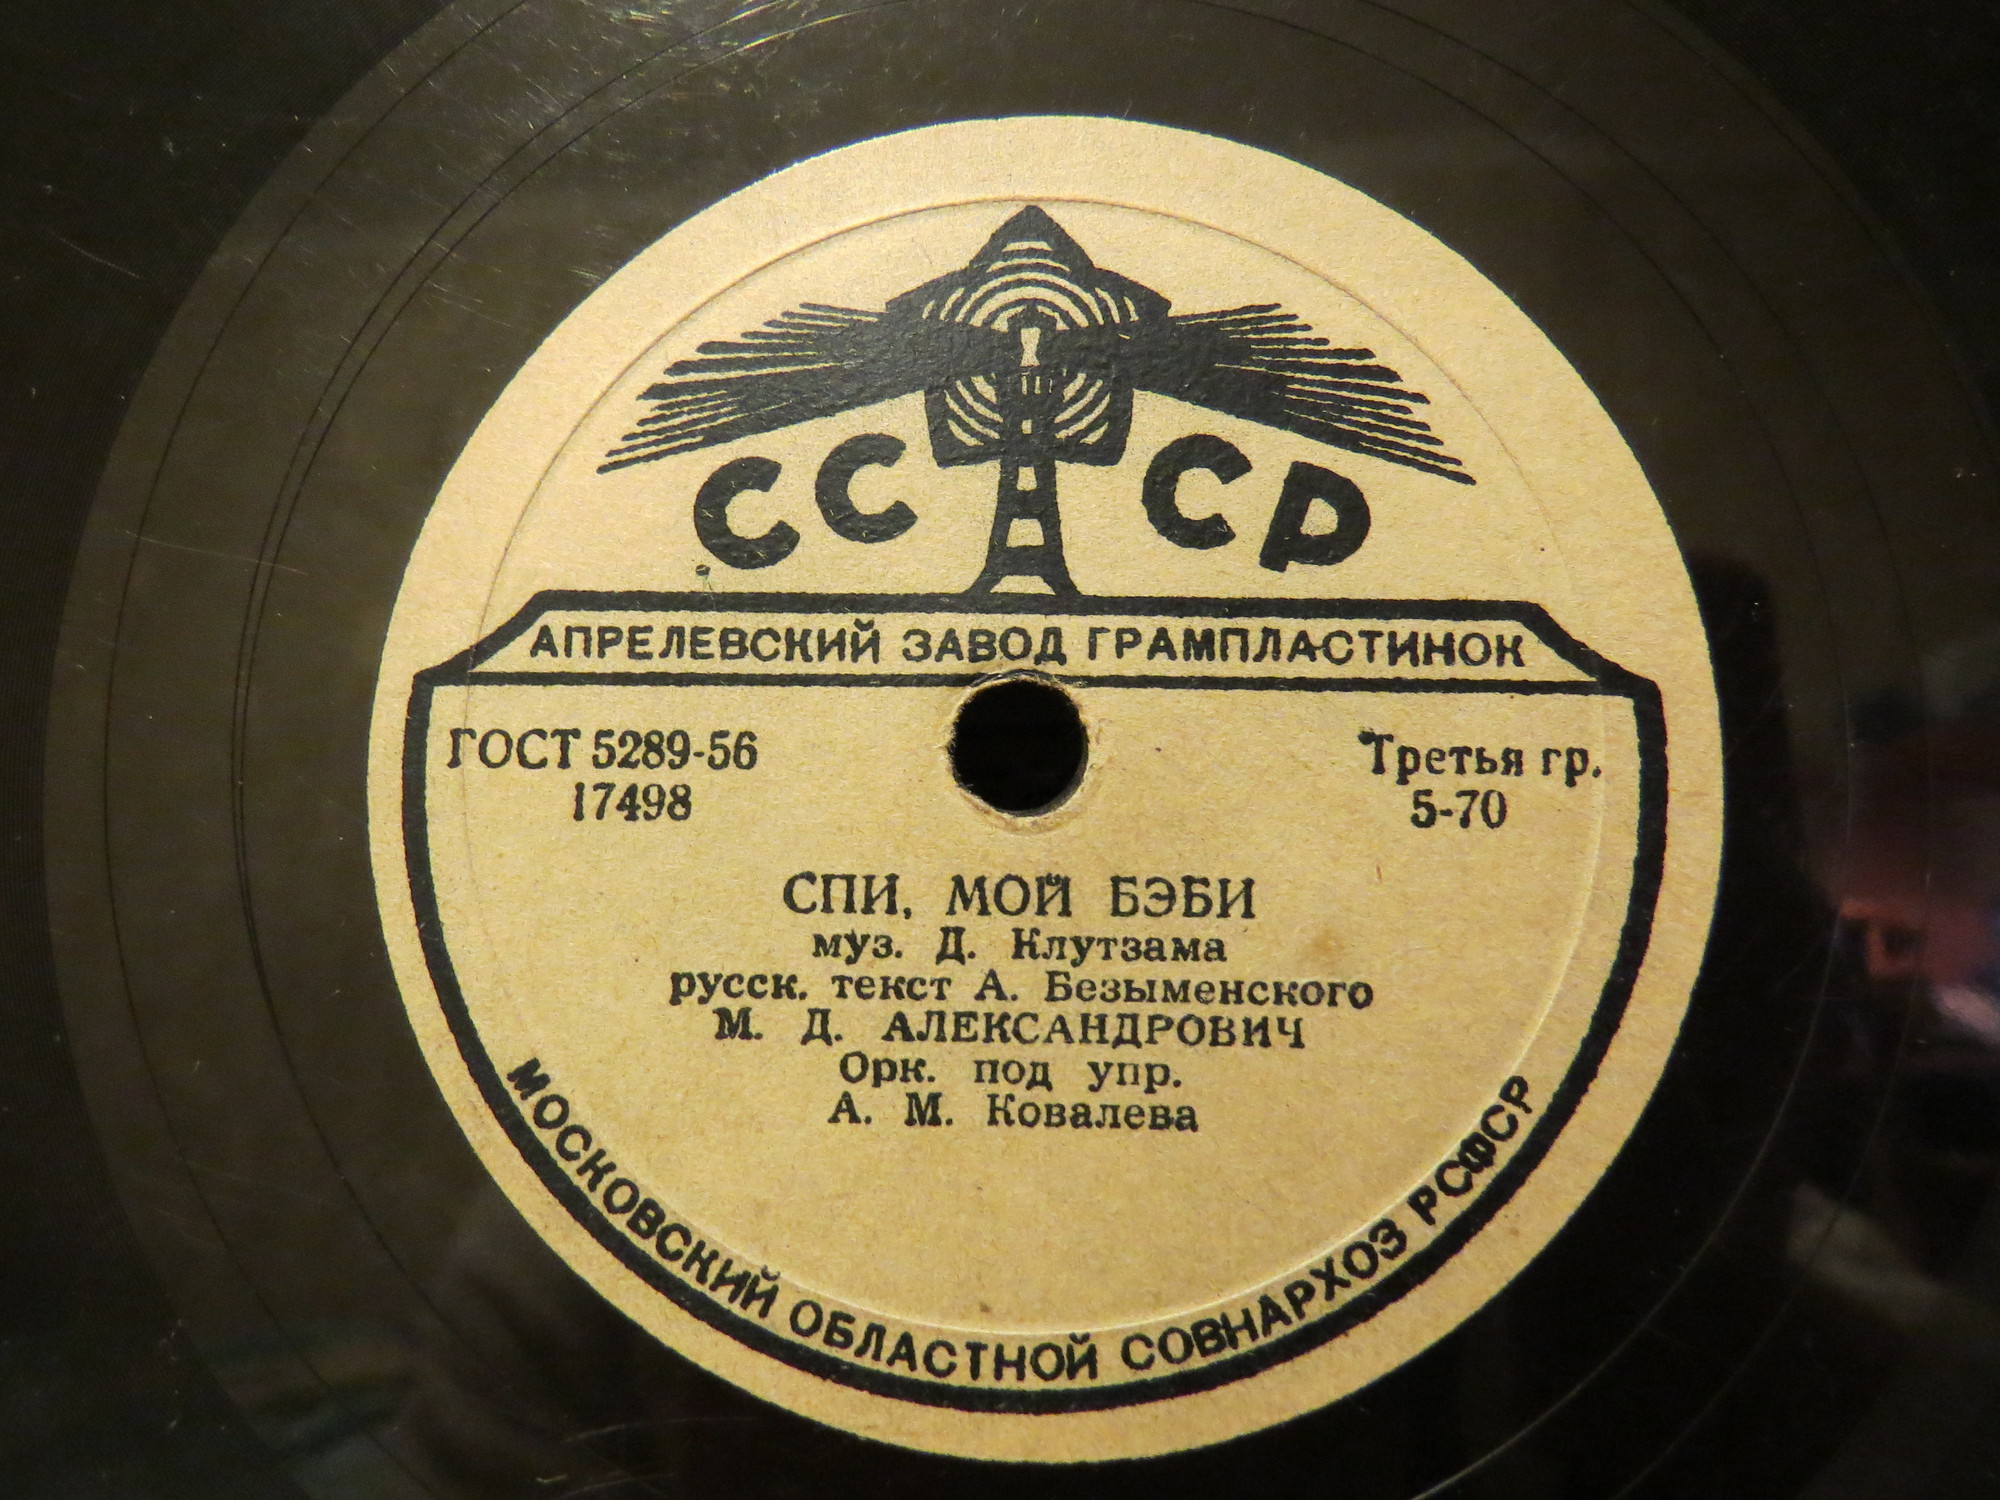 СССР
АПРЕЛЕВСКИЙ ЗАВОД ГРАМПЛАСТИНОК
ГОСТ 5289-56
17498
Третья гр.
5-70
СПИ, МОЙ БЭБИ
муз. Д. Клутзама
русск. текст А. Безыменского
М. Д. АЛЕКСАНДРОВИЧ
Орк. под упр.
А. М. Ковалева
МОСКОВСКИЙ ОБЛАСТНОЙ СОВНАРХОЗ РСФСР